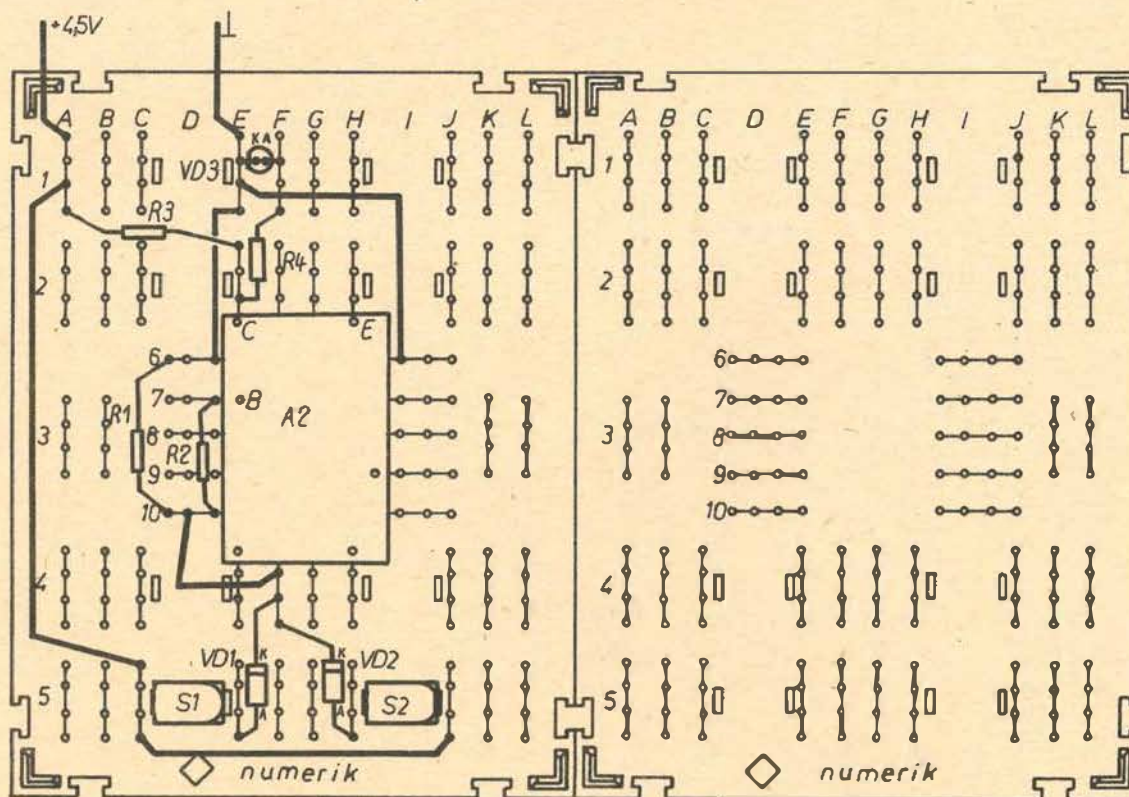 +4,5V ⊥
A B C D E F G H I J K L
A B C D E F G H I J K L
K A
VD3
1
1
R3
R4
2
2
C E
6
6
7 B
7
R1
A2
3
3
8
8
R2
9
9
10
10
4
4
VD1 K
K VD2
5 S1
A
A
S2
5
numerik
numerik